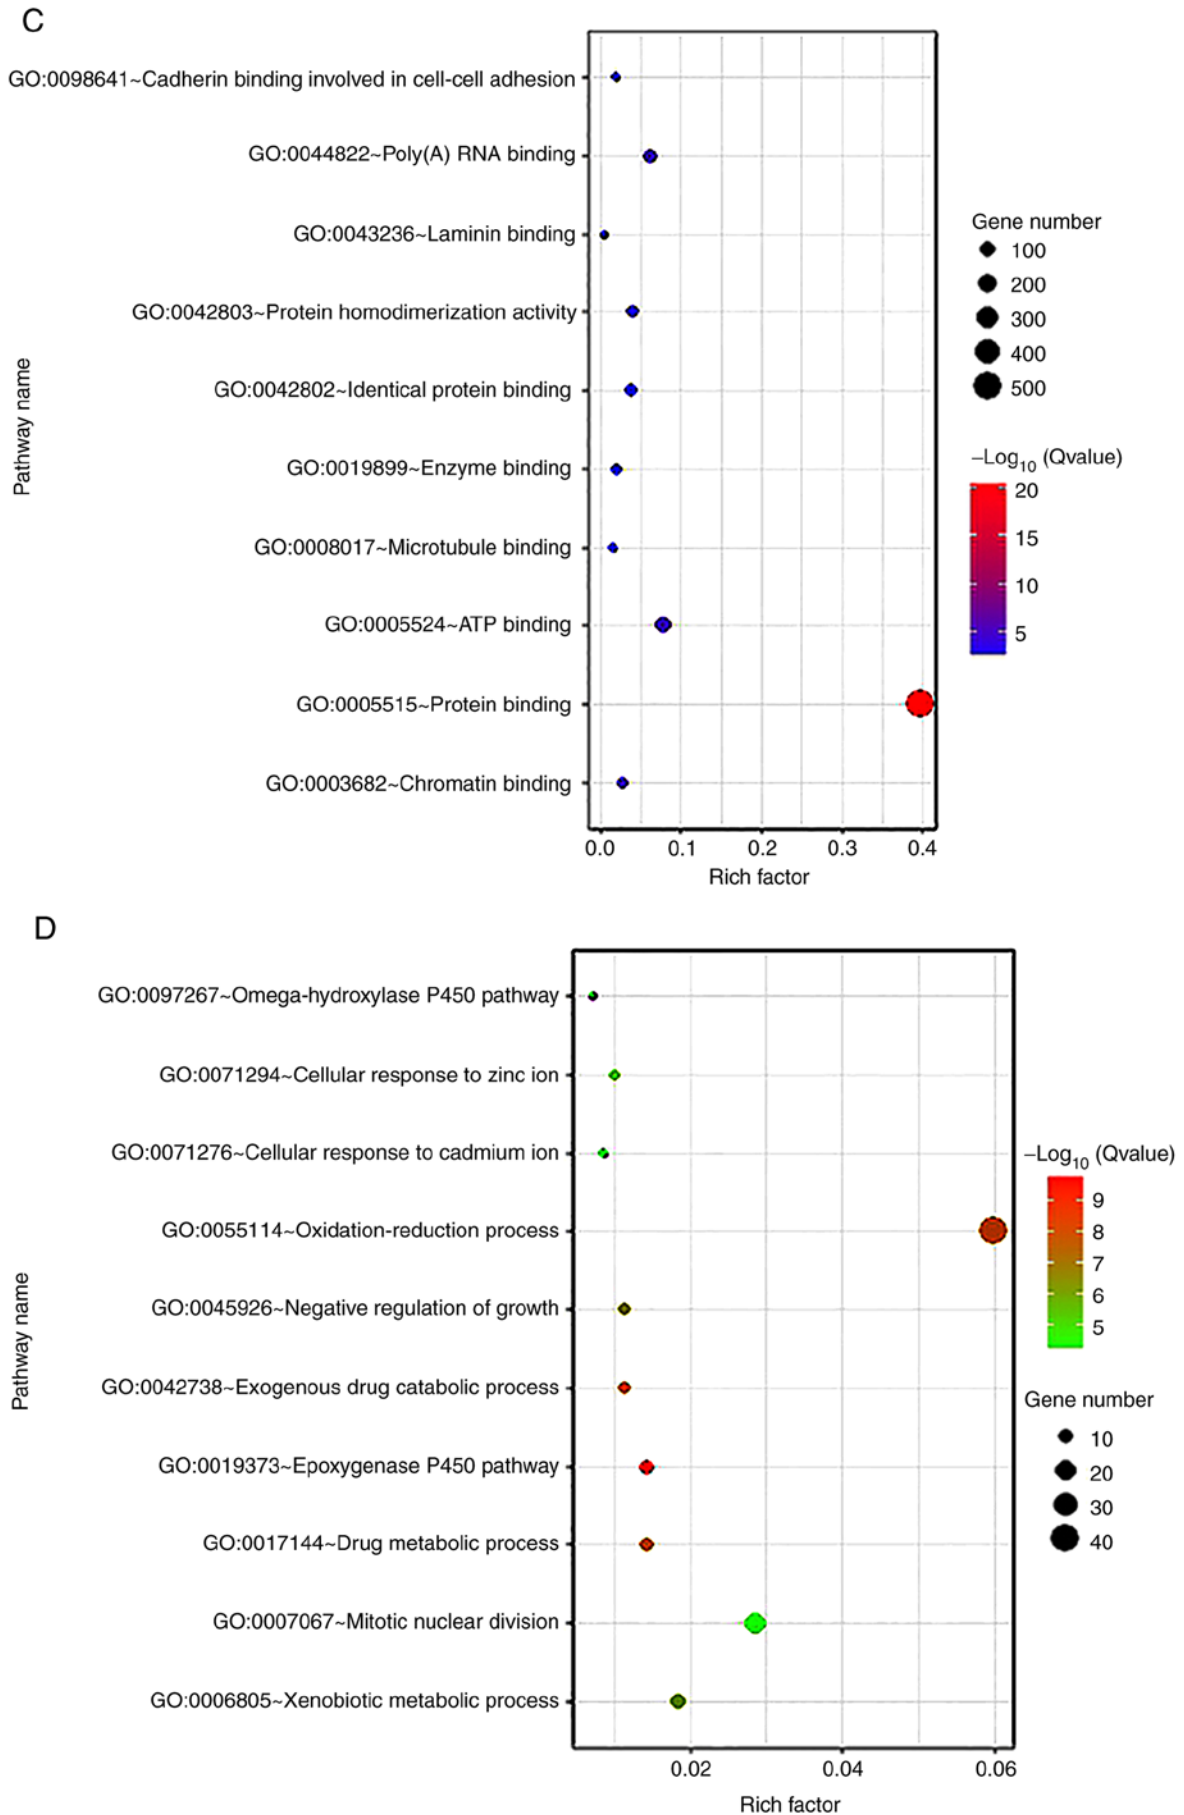 C
GO:0098641~Cadherin binding involved in cell-cell adhesion
GO:0044822~Poly(A) RNA binding
GO:0043236~Laminin binding
GO:0042803~Protein homodimerization activity
GO:0042802~Identical protein binding
GO:0019899~Enzyme binding
GO:0008017~Microtubule binding
GO:0005524~ATP binding
GO:0005515~Protein binding
GO:0003682~Chromatin binding
Pathway name
0.0 0.1 0.2 0.3 0.4
Rich factor
Gene number
100
200
300
400
500
–Log10 (Qvalue)
20
15
10
5
D
GO:0097267~Omega-hydroxylase P450 pathway
GO:0071294~Cellular response to zinc ion
GO:0071276~Cellular response to cadmium ion
GO:0055114~Oxidation-reduction process
GO:0045926~Negative regulation of growth
GO:0042738~Exogenous drug catabolic process
GO:0019373~Epoxygenase P450 pathway
GO:0017144~Drug metabolic process
GO:0007067~Mitotic nuclear division
GO:0006805~Xenobiotic metabolic process
Pathway name
0.02 0.04 0.06
Rich factor
–Log10 (Qvalue)
9
8
7
6
5
Gene number
10
20
30
40